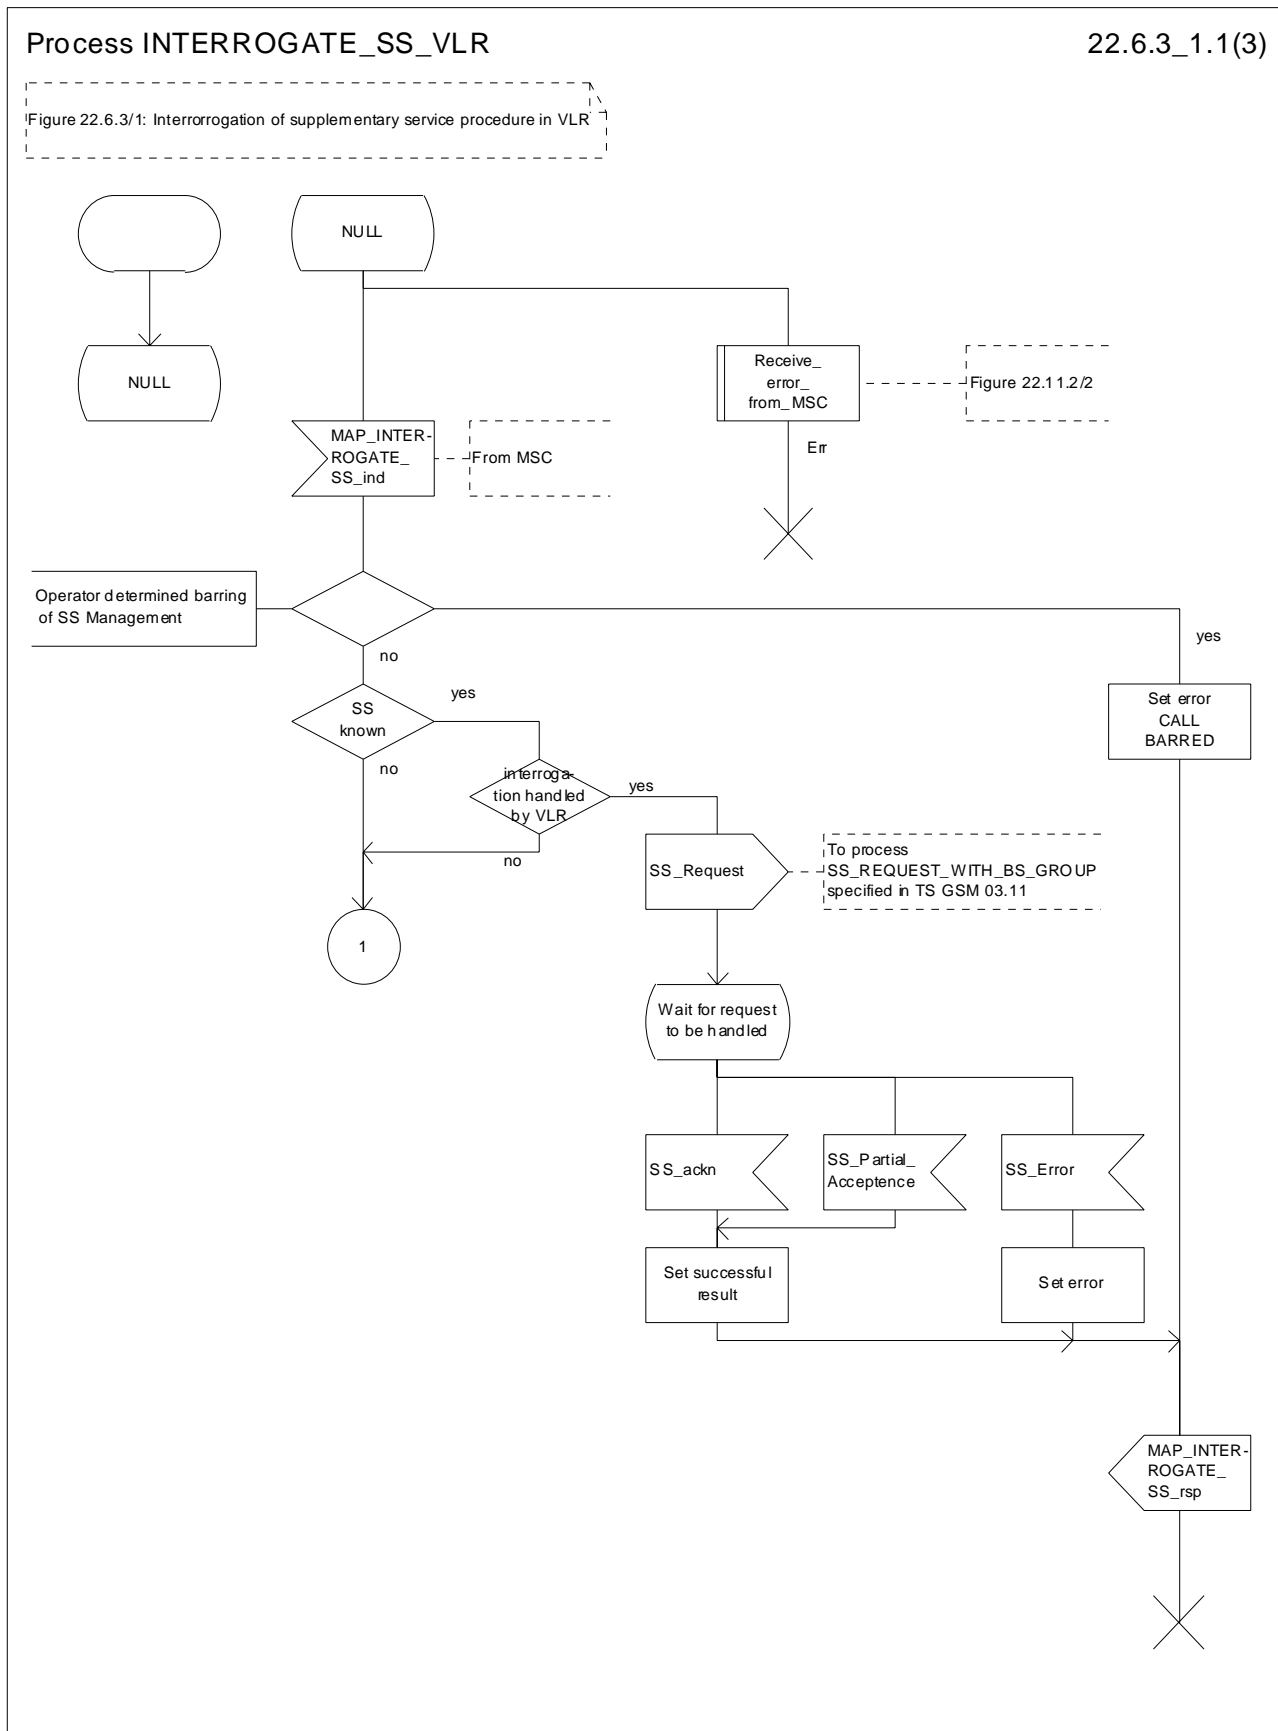 Process INTERROGATE_SS_VLR
22.6.3_1.1(3)
Figure 22.6.3/1: Interrorrogation of supplementary service procedure in VLR
NULL
NULL
Receive_
error_
from_MSC
Figure 22.11.2/2
MAP_INTER-
ROGATE_
SS_ind
From MSC
Err
Operator determined barring
of SS Management
yes
no
SS
known
yes
no
Set error
CALL
BARRED
interroga-
tion handled
by VLR
yes
no
SS_Request
To process
SS_REQUEST_WITH_BS_GROUP
specified in TS GSM 03.11
1
Wait for request
to be handled
SS_ackn
SS_Partial_
Acceptence
SS_Error
Set successful
result
Set error
MAP_INTER-
ROGATE_
SS_rsp